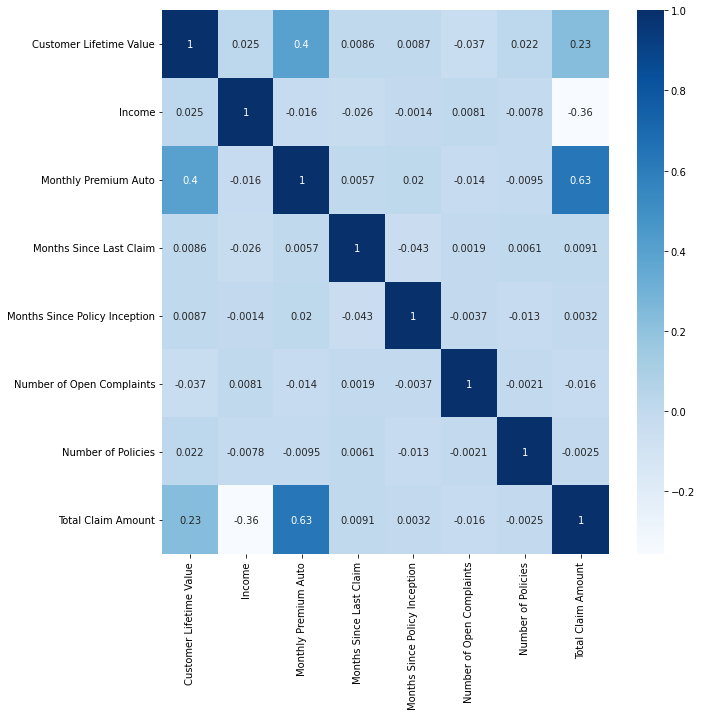 Customer Lifetime Value 1 0.025 0.4 0.0086 0.0087 -0.037 0.022 0.23
Income 0.025 1 -0.016 -0.026 -0.0014 0.0081 -0.0078 -0.36
Monthly Premium Auto 0.4 -0.016 1 0.0057 0.02 -0.014 -0.0095 0.63
Months Since Last Claim 0.0086 -0.026 0.0057 1 -0.043 0.0019 0.0061 0.0091
Months Since Policy Inception 0.0087 -0.0014 0.02 -0.043 1 -0.0037 -0.013 0.0032
Number of Open Complaints -0.037 0.0081 -0.014 0.0019 -0.0037 1 -0.0021 -0.016
Number of Policies 0.022 -0.0078 -0.0095 0.0061 -0.013 -0.0021 1 -0.0025
Total Claim Amount 0.23 -0.36 0.63 0.0091 0.0032 -0.016 -0.0025 1
Customer Lifetime Value
Income
Monthly Premium Auto
Months Since Last Claim
Months Since Policy Inception
Number of Open Complaints
Number of Policies
Total Claim Amount
1.0
0.8
0.6
0.4
0.2
0.0
−0.2